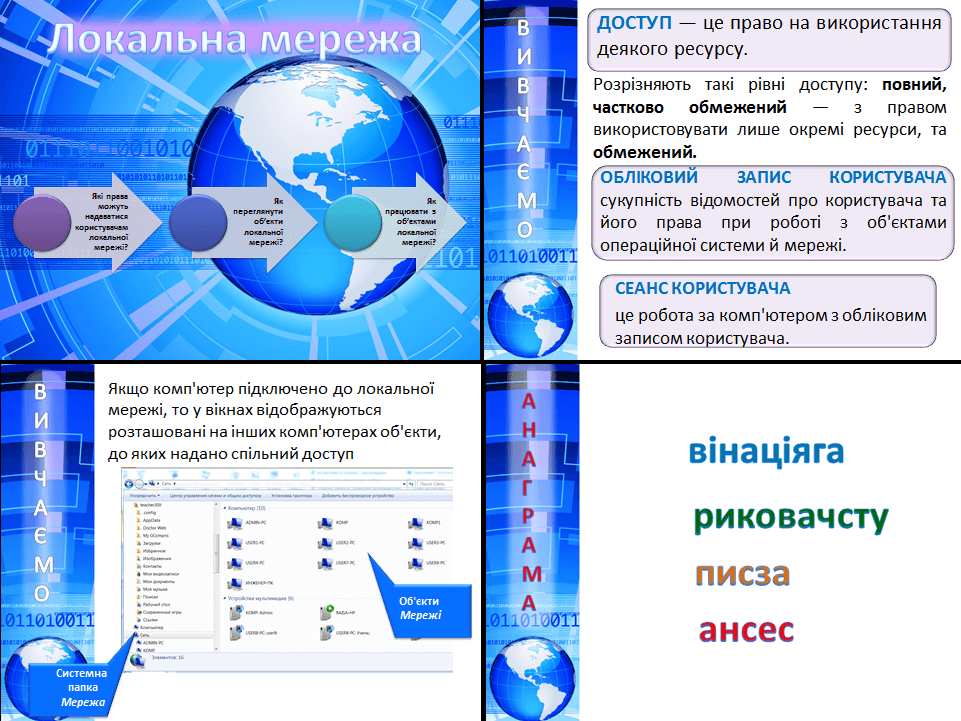 Локальна мережа
Які права
можуть
надаватися
користувачам
локальної
мережі?
Як
переглянути
об'єкти
локальної
мережі?
Як
працювати з
об'єктами
локальної
мережі?
ВИВЧАЄМО
ДОСТУП — це право на використання
деякого ресурсу.
Розрізняють такі рівні доступу: повний,
частково обмежений — з правом
використовувати лише окремі ресурси, та
обмежений.
ОБЛІКОВИЙ ЗАПИС КОРИСТУВАЧА
сукупність відомостей про користувача та
його права при роботі з об'єктами
операційної системи й мережі.
СЕАНС КОРИСТУВАЧА
це робота за комп'ютером з обліковим
записом користувача.
ВИВЧАЄМО
Якщо комп'ютер підключено до локальної
мережі, то у вікнах відображуються
розташовані на інших комп'ютерах об'єкти,
до яких надано спільний доступ
Сеть
Поиск: Сеть
Упорядочить Центр управления сетями и общим доступом Установка принтера Добавить беспроводное устройство
teacher309
.config
AppData
Doctor Web
My GCompris
Загрузки
Избранное
Изображения
Контакты
Мои видеозаписи
Мои документы
Моя музыка
Поиски
Рабочий стол
Сохраненные игры
Ссылки
Компьютер
Сеть
ADMIN-PC
KOMP
Компьютер (10)
ADMIN-PC
KOMP
KOMP1
USER1-PC
USER2-PC
USER3-PC
USER4-PC
USER7-PC
USER8-PC
ИНЖЕНЕР-ПК
Устройства мультимедиа (6)
KOMP: Admin
RAISA-HP
USER8-PC: user8
USER8-PC: Учень
Элементов: 16
Об'єкти
Мережі
Системна
папка
Мережа
АНАГРАМА
вінаціяга
риковачсту
писза
ансес